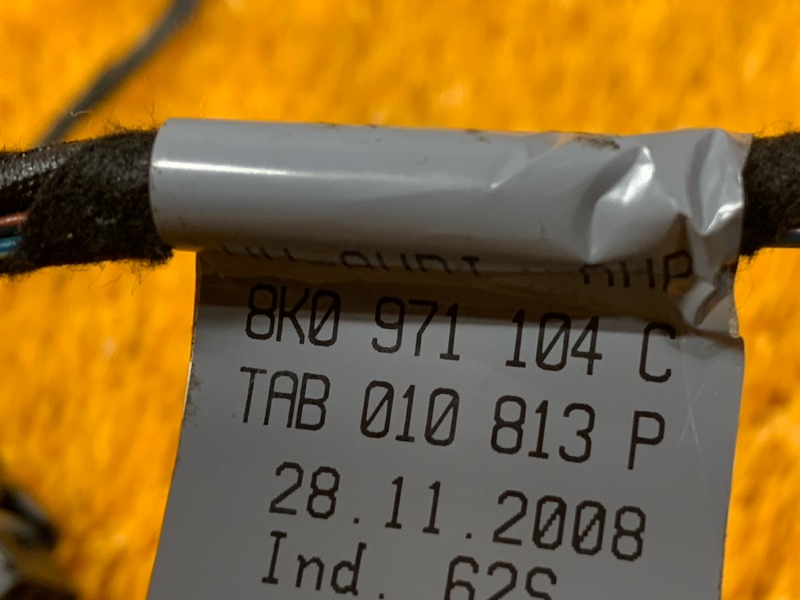 8K0 971 104 C
TAB 010 813 P
28.11.2008
Ind. 62S